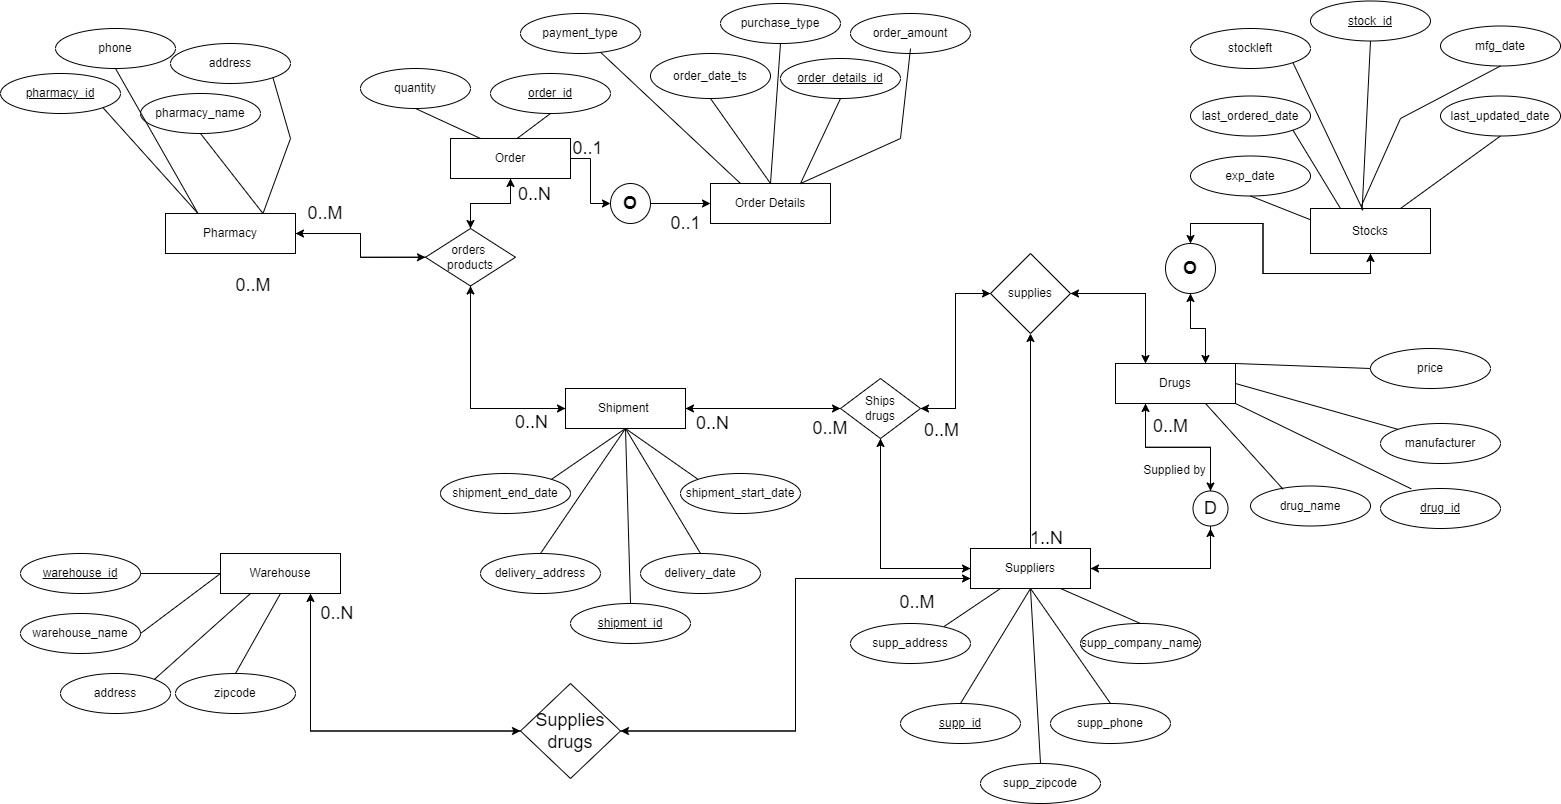 phone
address
pharmacy_id
pharmacy_name
Pharmacy
0..M
0..M
quantity
order_id
Order
0..1
0..N
orders
products
payment_type
purchase_type
order_amount
order_date_ts
order_details_id
O
0..1
Order Details
stock_id
stockleft
mfg_date
last_ordered_date
last_updated_date
exp_date
Stocks
O
supplies
Drugs
price
manufacturer
drug_name
drug_id
0..M
Supplied by
D
Shipment
0..N
0..N
Ships
drugs
0..M
0..M
shipment_end_date
shipment_start_date
delivery_address
delivery_date
shipment_id
1..N
Suppliers
0..M
supp_address
supp_company_name
supp_id
supp_phone
supp_zipcode
warehouse_id
Warehouse
0..N
warehouse_name
address
zipcode
Supplies
drugs